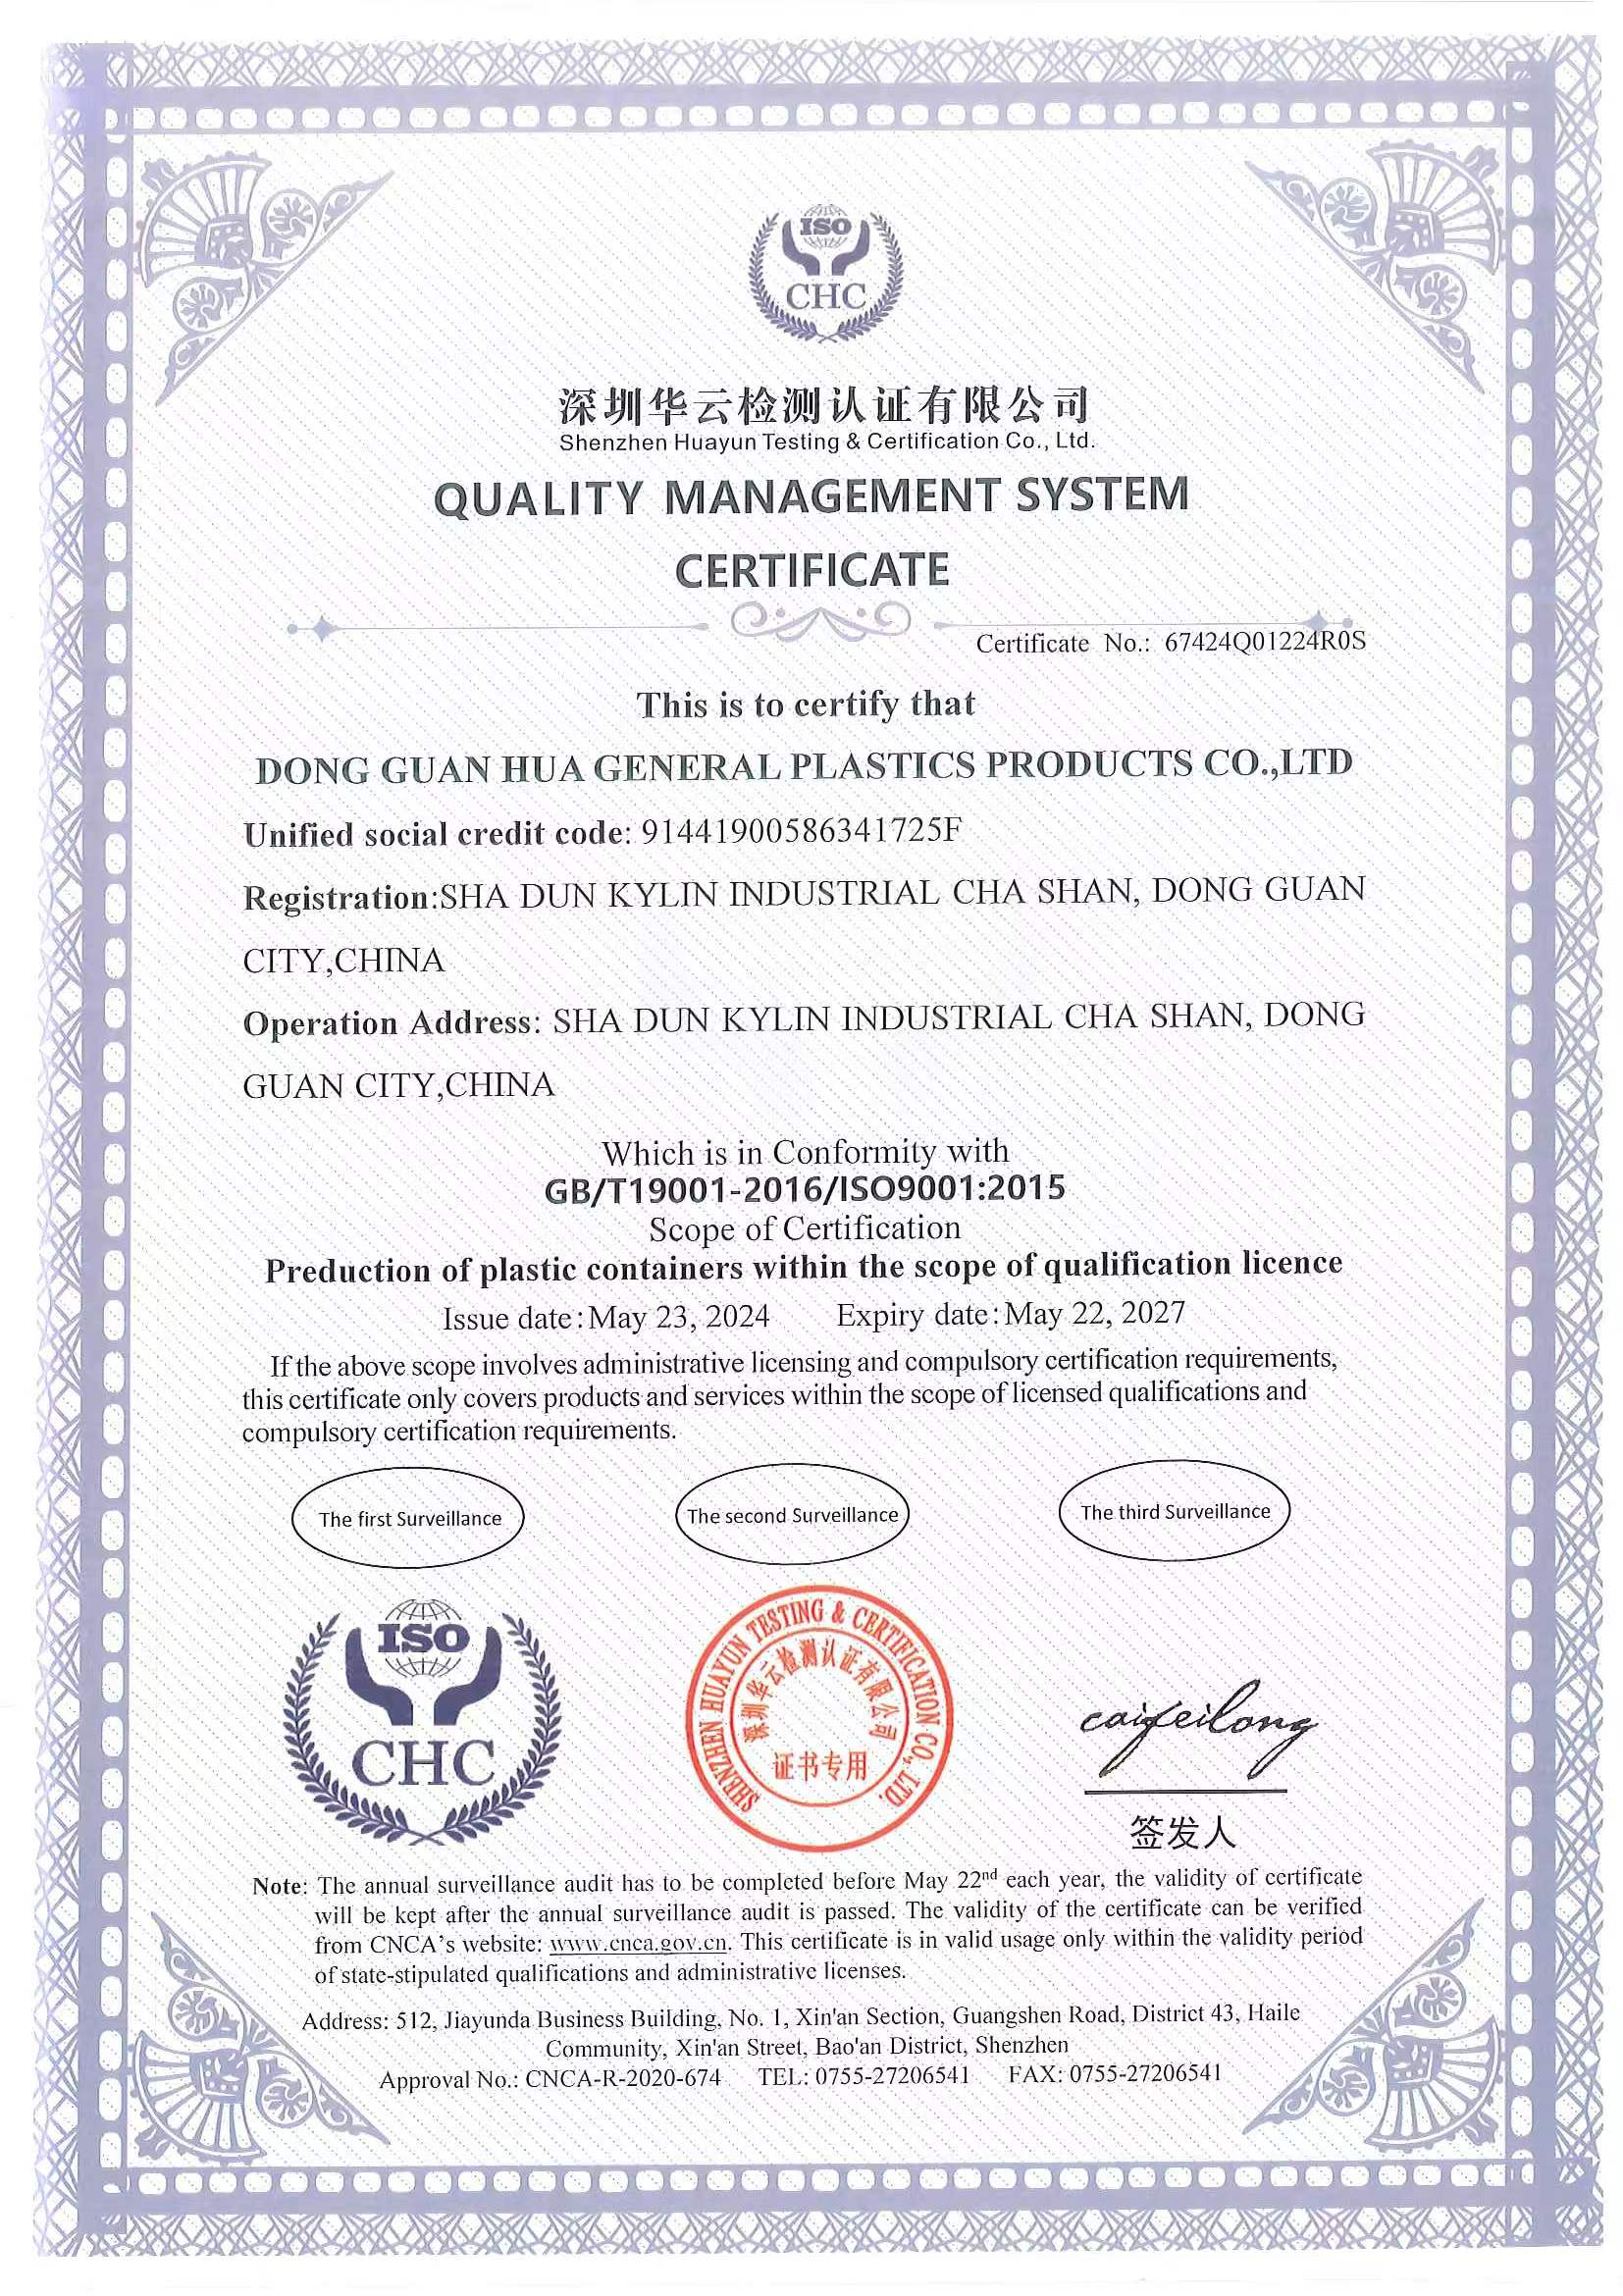 ISO
CHC
深圳华云检测认证有限公司
Shenzhen Huayun Testing & Certification Co., Ltd.
QUALITY MANAGEMENT SYSTEM
CERTIFICATE
Certificate No.: 67424Q01224R0S
This is to certify that
DONG GUAN HUA GENERAL PLASTICS PRODUCTS CO.,LTD
Unified social credit code: 91441900586341725F
Registration:SHA DUN KYLIN INDUSTRIAL CHA SHAN, DONG GUAN
CITY,CHINA
Operation Address: SHA DUN KYLIN INDUSTRIAL CHA SHAN, DONG
GUAN CITY,CHINA
Which is in Conformity with
GB/T19001-2016/ISO9001:2015
Scope of Certification
Preduction of plastic containers within the scope of qualification licence
Issue date:May 23, 2024 Expiry date:May 22, 2027
If the above scope involves administrative licensing and compulsory certification requirements,
this certificate only covers products and services within the scope of licensed qualifications and
compulsory certification requirements.
The first Surveillance The second Surveillance The third Surveillance
ISO
CHC
SHENZHEN HUAYUN TESTING & CERTIFICATION CO., LTD.
深圳华云检测认证有限公司
证书专用
caifeilong
签发人
Note: The annual surveillance audit has to be completed before May 22nd each year, the validity of certificate
will be kept after the annual surveillance audit is passed. The validity of the certificate can be verified
from CNCA's website: www.cnca.gov.cn. This certificate is in valid usage only within the validity period
of state-stipulated qualifications and administrative licenses.
Address: 512, Jiayunda Business Building, No. 1, Xin'an Section, Guangshen Road, District 43, Haile
Community, Xin'an Street, Bao'an District, Shenzhen
Approval No.: CNCA-R-2020-674 TEL: 0755-27206541 FAX: 0755-27206541